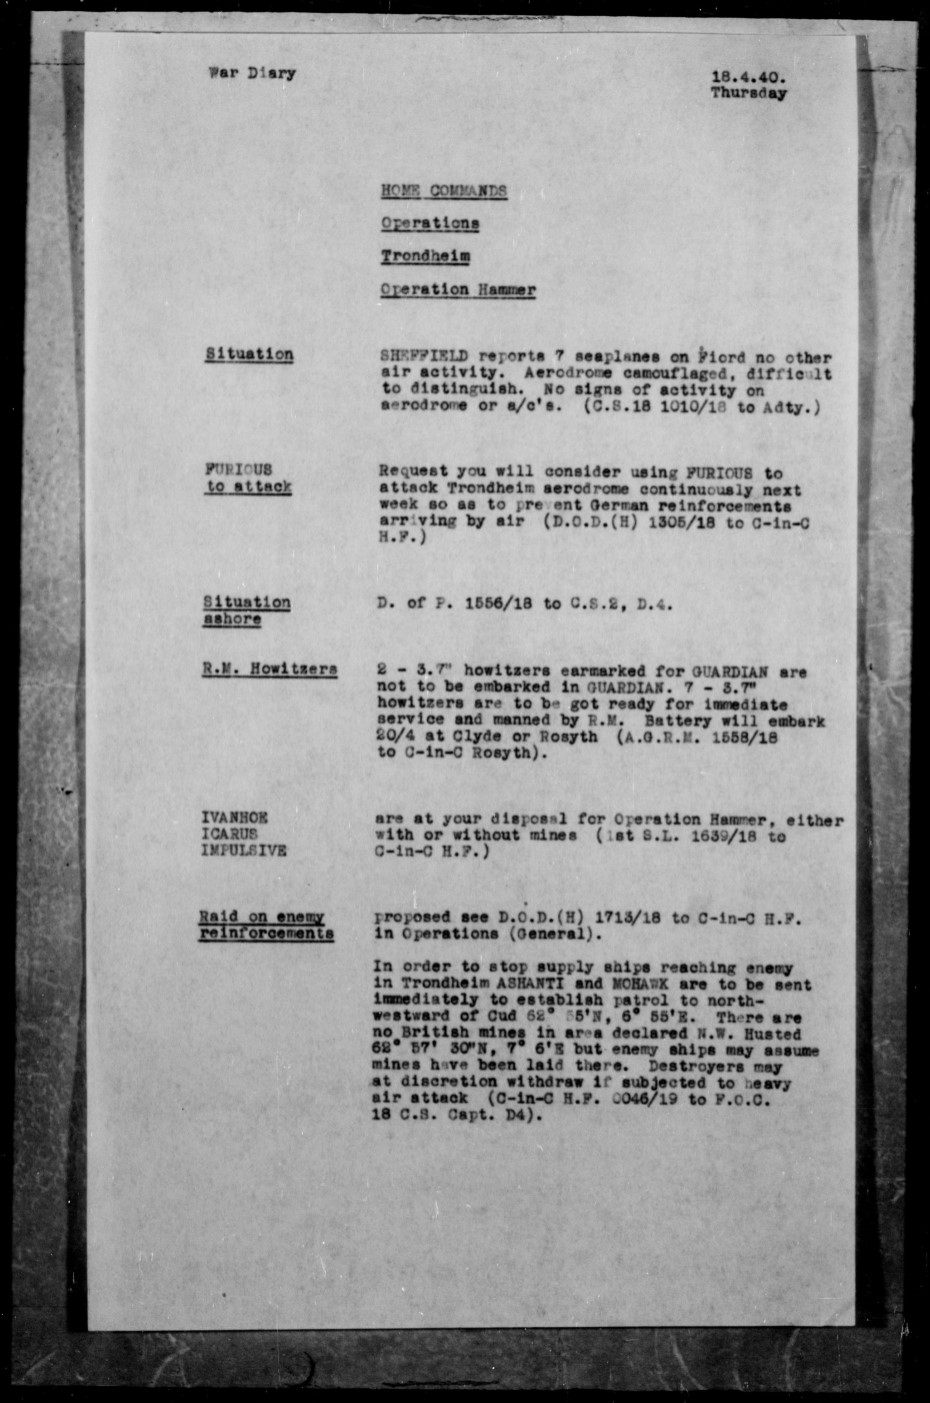 War Diary
18.4.40.
Thursday
HOME COMMANDS
Operations
Trondheim
Operation Hammer
Situation
SHEFFIELD reports 7 seaplanes on Fiord no other
air activity. Aerodrome camouflaged, difficult
to distinguish. No signs of activity on
aerodrome or a/c's. (C.S.18 1010/18 to Adty.)
FURIOUS
to attack
Request you will consider using FURIOUS to
attack Trondheim aerodrome continuously next
week so as to prevent German reinforcements
arriving by air (D.O.D.(H) 1305/18 to C-in-C
H.F.)
Situation
ashore
D. of P. 1556/18 to C.S.2, D.4.
R.M. Howitzers
2 - 3.7" howitzers earmarked for GUARDIAN are
not to be embarked in GUARDIAN. 7 - 3.7"
howitzers are to be got ready for immediate
service and manned by R.M. Battery will embark
20/4 at Clyde or Rosyth (A.G.R.M. 1558/18
to C-in-C Rosyth).
IVANHOE
ICARUS
IMPULSIVE
are at your disposal for Operation Hammer, either
with or without mines (1st S.L. 1639/18 to
C-in-C H.F.)
Raid on enemy
reinforcements
proposed see D.O.D.(H) 1713/18 to C-in-C H.F.
in Operations (General).
In order to stop supply ships reaching enemy
in Trondheim ASHANTI and MOHAWK are to be sent
immediately to establish patrol to north-
westward of Cud 62° 5'N, 6° 55'E. There are
no British mines in area declared N.W. Husted
62° 57' 30"N, 7° 6'E but enemy ships may assume
mines have been laid there. Destroyers may
at discretion withdraw if subjected to heavy
air attack (C-in-C H.F. 0046/19 to F.O.C.
18 C.S. Capt. D4).